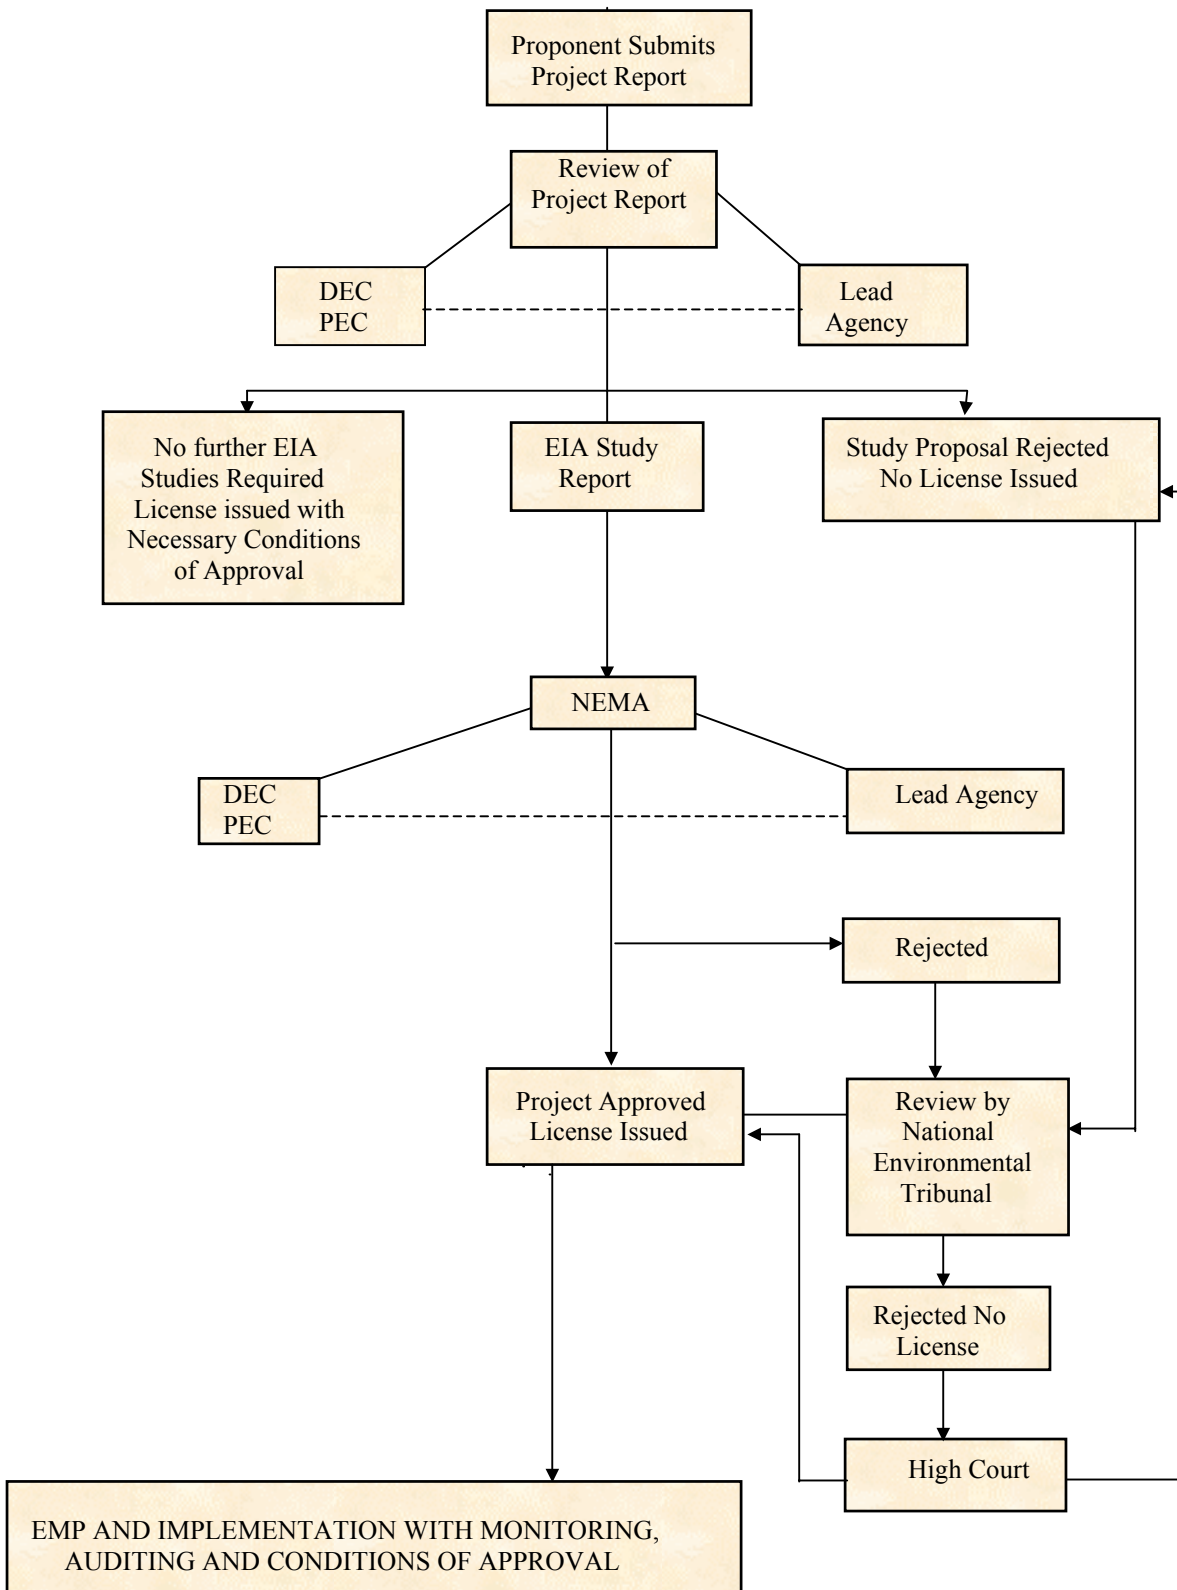 Proponent Submits
Project Report
Review of
Project Report
DEC
PEC
Lead
Agency
No further EIA
Studies Required
License issued with
Necessary Conditions
of Approval
EIA Study
Report
Study Proposal Rejected
No License Issued
NEMA
DEC
PEC
Lead Agency
Rejected
Project Approved
License Issued
Review by
National
Environmental
Tribunal
Rejected No
License
High Court
EMP AND IMPLEMENTATION WITH MONITORING,
AUDITING AND CONDITIONS OF APPROVAL